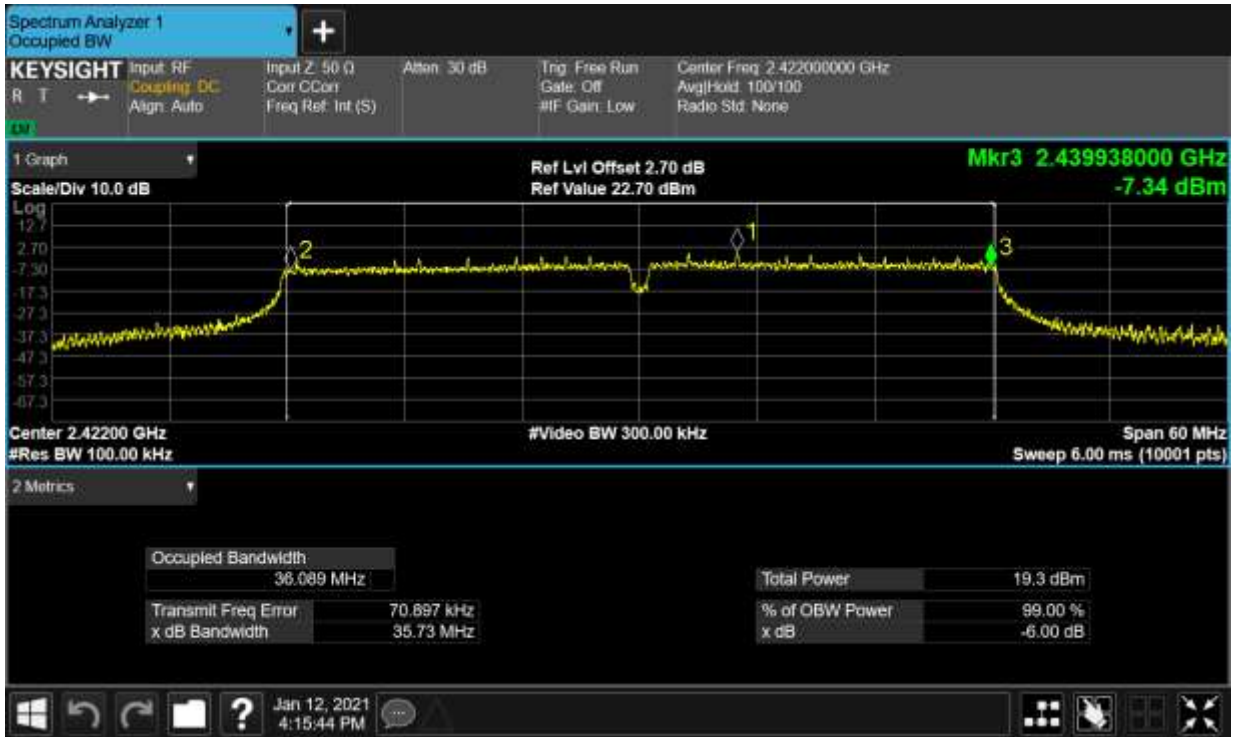 Spectrum Analyzer 1
Occupied BW
+
KEYSIGHT Input: RF Input Z: 50 Ω Atten: 30 dB Trig: Free Run Center Freq: 2.422000000 GHz
R T Coupling: DC Corr CCorr Gate: Off Avg|Hold: 100/100
Align: Auto Freq Ref: Int (S) #IF Gain: Low Radio Std: None
1 Graph Ref Lvl Offset 2.70 dB Mkr3 2.439938000 GHz
Scale/Div 10.0 dB Ref Value 22.70 dBm -7.34 dBm
Log
12.7
2.70
-7.30
-17.3
-27.3
-37.3
-47.3
-57.3
-67.3
2
1
3
Center 2.42200 GHz #Video BW 300.00 kHz Span 60 MHz
#Res BW 100.00 kHz Sweep 6.00 ms (10001 pts)
2 Metrics
Occupied Bandwidth
36.089 MHz Total Power 19.3 dBm
Transmit Freq Error 70.897 kHz % of OBW Power 99.00 %
x dB Bandwidth 35.73 MHz x dB -6.00 dB
? Jan 12, 2021
4:15:44 PM